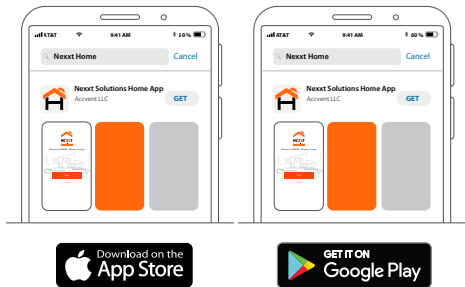 AT&T 9:41 AM 50%
Nexxt Home Cancel
Nexxt Solutions Home App
Accvent LLC
GET
NEXXT
AT&T 9:41 AM 60%
Nexxt Home Cancel
Nexxt Solutions Home App
Accvent LLC
GET
NEXXT
Download on the
App Store
GET IT ON
Google Play